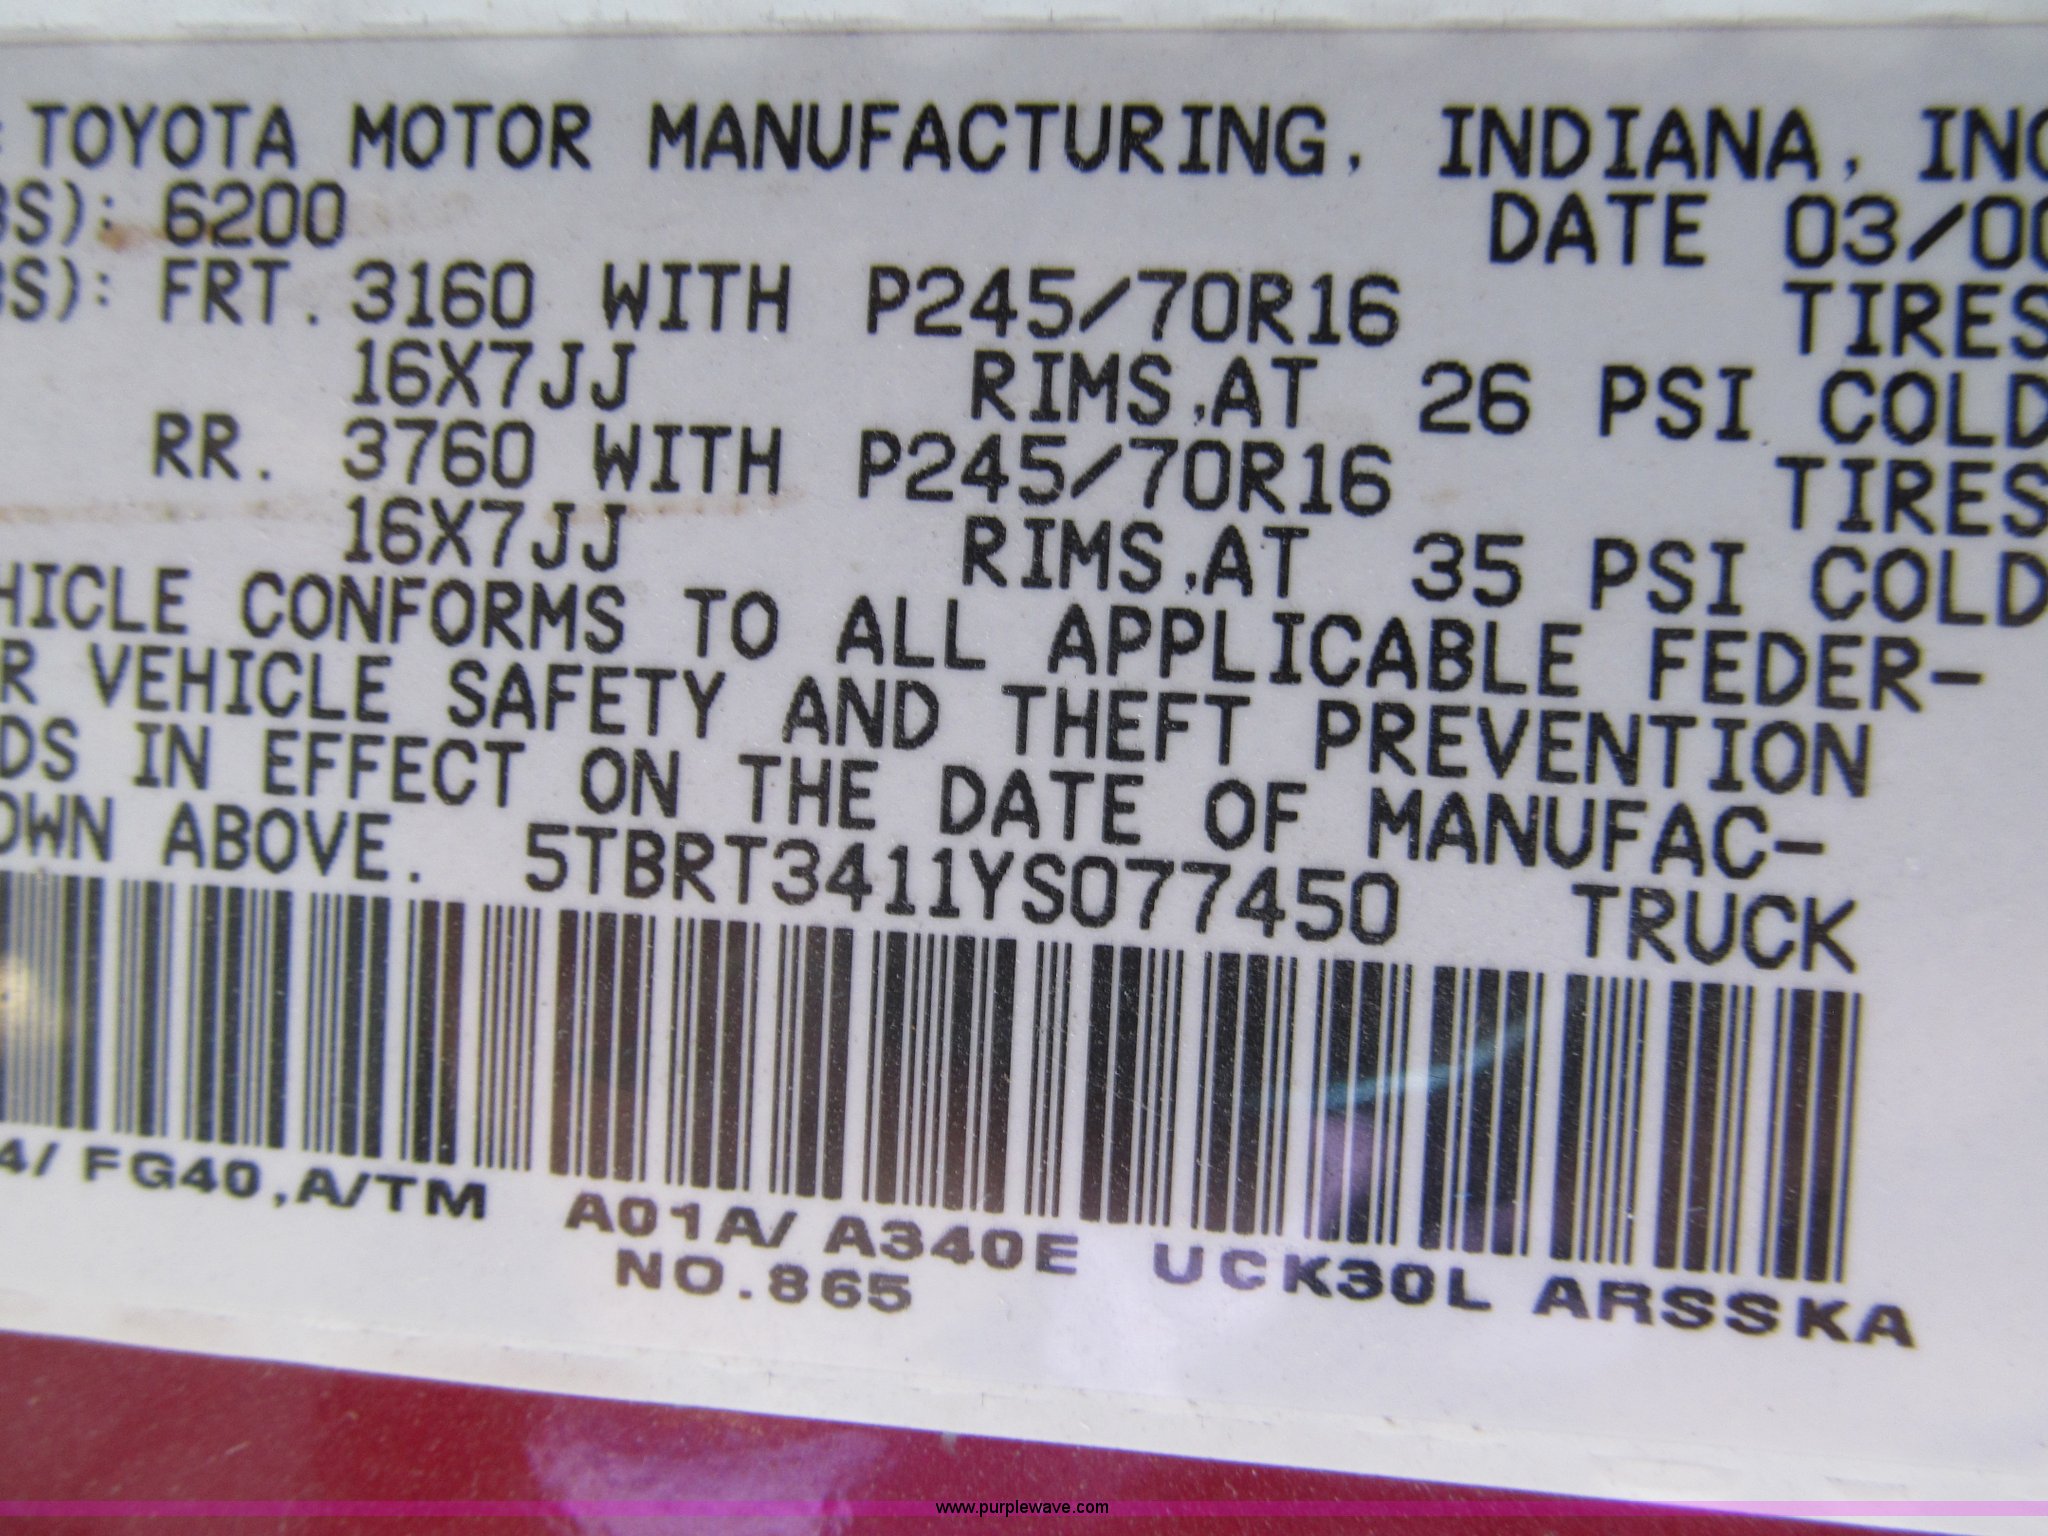 : TOYOTA MOTOR MANUFACTURING, INDIANA, INC
BS): 6200 DATE 03/00
BS): FRT. 3160 WITH P245/70R16 TIRES
16X7JJ RIMS,AT 26 PSI COLD
RR. 3760 WITH P245/70R16 TIRES
16X7JJ RIMS,AT 35 PSI COLD
HICLE CONFORMS TO ALL APPLICABLE FEDER-
R VEHICLE SAFETY AND THEFT PREVENTION
DS IN EFFECT ON THE DATE OF MANUFAC-
OWN ABOVE. 5TBRT3411YS077450 TRUCK
4/ FG40,A/TM A01A/ A340E UCK30L ARSSKA
NO.865
www.purplewave.com